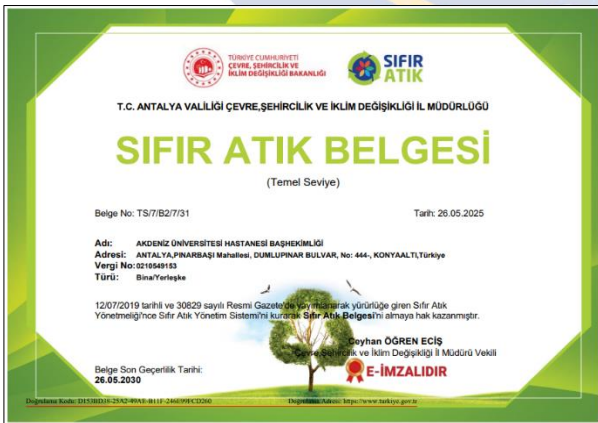 TÜRKİYE CUMHURİYETİ
ÇEVRE, ŞEHİRCİLİK VE
İKLİM DEĞİŞİKLİĞİ BAKANLIĞI
SIFIR
ATIK
T.C. ANTALYA VALİLİĞİ ÇEVRE,ŞEHİRCİLİK VE İKLİM DEĞİŞİKLİĞİ İL MÜDÜRLÜĞÜ
SIFIR ATIK BELGESİ
(Temel Seviye)
Belge No: TS/7/B2/7/31 Tarih: 26.05.2025
Adı: AKDENİZ ÜNİVERSİTESİ HASTANESİ BAŞHEKİMLİĞİ
Adresi: ANTALYA,PINARBAŞI Mahallesi, DUMLUPINAR BULVAR, No: 444-, KONYAALTI,Türkiye
Vergi No:0210549153
Türü: Bina/Yerleşke
12/07/2019 tarihli ve 30829 sayılı Resmi Gazete'de yayımlanarak yürürlüğe giren Sıfır Atık
Yönetmeliği'nce Sıfır Atık Yönetim Sistemi'ni kurarak Sıfır Atık Belgesi'ni almaya hak kazanmıştır.
Ceyhan ÖĞREN ECİŞ
Çevre,Şehircilik ve İklim Değişikliği İl Müdürü Vekili
E-İMZALIDIR
Belge Son Geçerlilik Tarihi:
26.05.2030
Doğrulama Kodu: Doğrulama Adresi: https://www.turkiye.gov.tr